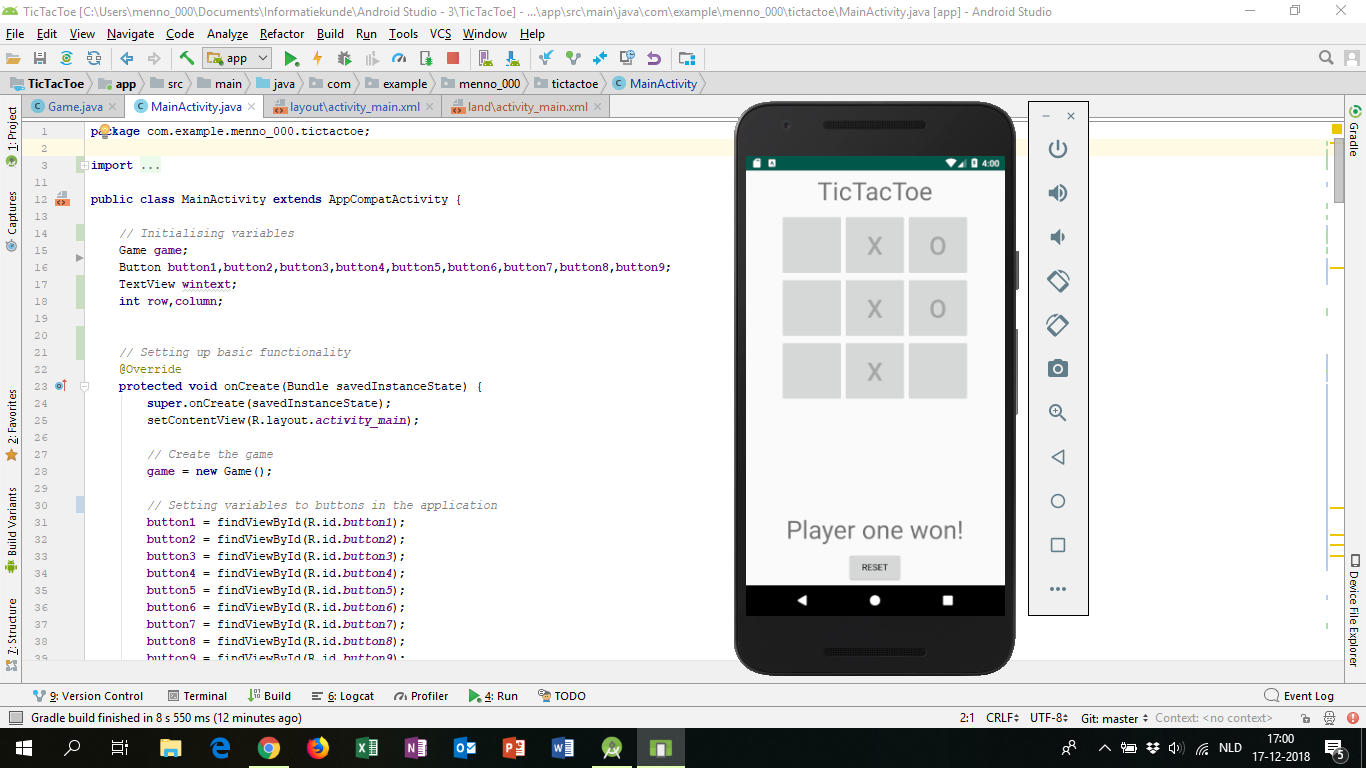 TicTacToe [C:\Users\menno_000\Documents\Informatiekunde\Android Studio - 3\TicTacToe] - ...\app\src\main\java\com\example\menno_000\tictactoe\MainActivity.java [app] - Android Studio
File Edit View Navigate Code Analyze Refactor Build Run Tools VCS Window Help
app
TicTacToe app src main java com example menno_000 tictactoe MainActivity
Game.java MainActivity.java layout\activity_main.xml land\activity_main.xml
1: Project
Captures
2: Favorites
Build Variants
7: Structure
1 package com.example.menno_000.tictactoe;
2
3 import ...
11
12 public class MainActivity extends AppCompatActivity {
13
14 // Initialising variables
15 Game game;
16 Button button1,button2,button3,button4,button5,button6,button7,button8,button9;
17 TextView wintext;
18 int row,column;
19
20
21 // Setting up basic functionality
22 @Override
23 protected void onCreate(Bundle savedInstanceState) {
24 super.onCreate(savedInstanceState);
25 setContentView(R.layout.activity_main);
26
27 // Create the game
28 game = new Game();
29
30 // Setting variables to buttons in the application
31 button1 = findViewById(R.id.button1);
32 button2 = findViewById(R.id.button2);
33 button3 = findViewById(R.id.button3);
34 button4 = findViewById(R.id.button4);
35 button5 = findViewById(R.id.button5);
36 button6 = findViewById(R.id.button6);
37 button7 = findViewById(R.id.button7);
38 button8 = findViewById(R.id.button8);
39 button9 = findViewById(R.id.button9);
4:00
TicTacToe
X O
X O
X
Player one won!
RESET
Gradle
Device File Explorer
9: Version Control Terminal Build 6: Logcat Profiler 4: Run TODO Event Log
Gradle build finished in 8 s 550 ms (12 minutes ago) 2:1 CRLF UTF-8 Git: master Context: <no context>
NLD 17:00
17-12-2018 5